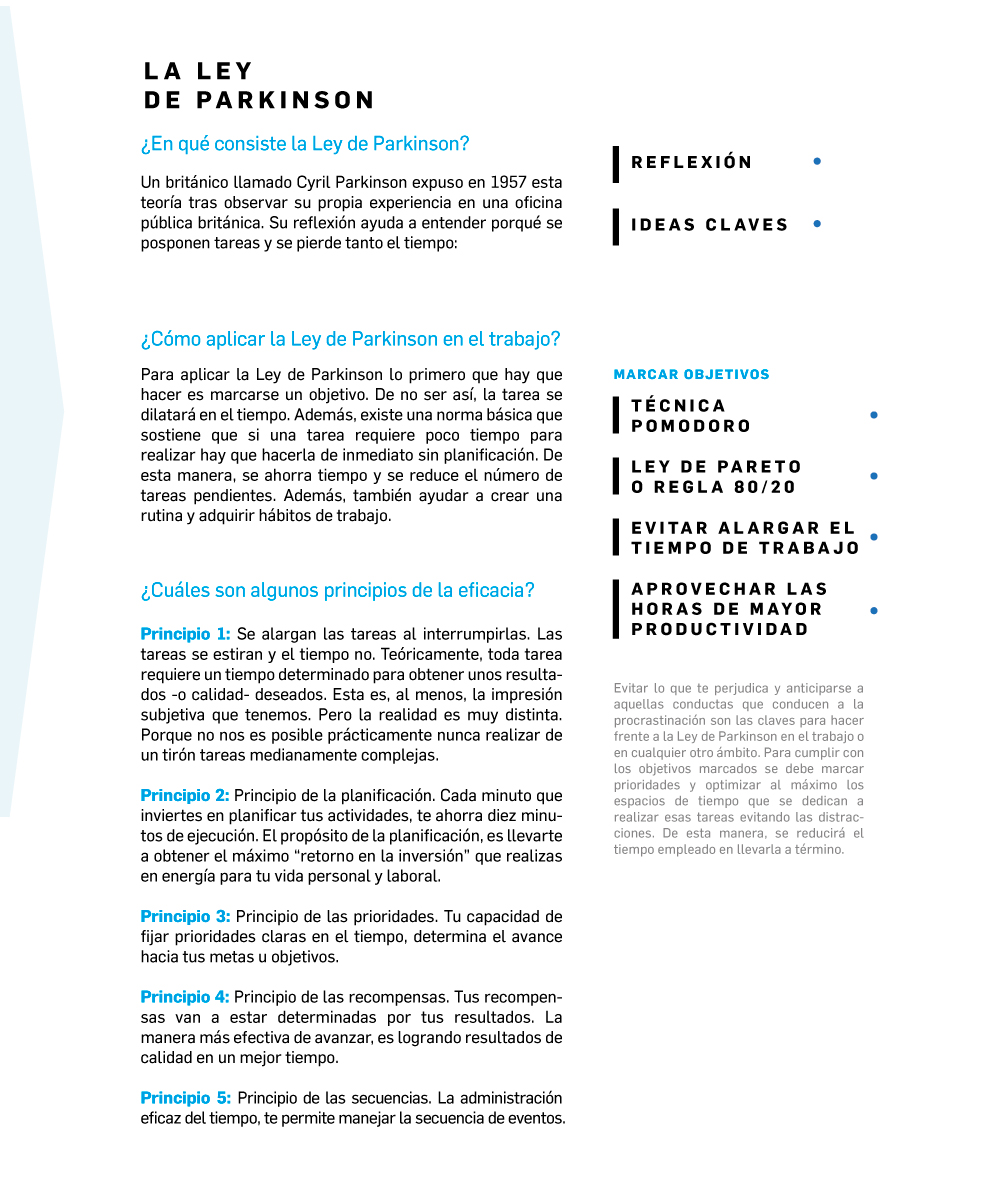 LA LEY
DE PARKINSON
¿En qué consiste la Ley de Parkinson?
Un británico llamado Cyril Parkinson expuso en 1957 esta
teoría tras observar su propia experiencia en una oficina
pública británica. Su reflexión ayuda a entender porqué se
posponen tareas y se pierde tanto el tiempo:
REFLEXIÓN
IDEAS CLAVES
¿Cómo aplicar la Ley de Parkinson en el trabajo?
Para aplicar la Ley de Parkinson lo primero que hay que
hacer es marcarse un objetivo. De no ser así, la tarea se
dilatará en el tiempo. Además, existe una norma básica que
sostiene que si una tarea requiere poco tiempo para
realizar hay que hacerla de inmediato sin planificación. De
esta manera, se ahorra tiempo y se reduce el número de
tareas pendientes. Además, también ayudar a crear una
rutina y adquirir hábitos de trabajo.
¿Cuáles son algunos principios de la eficacia?
Principio 1: Se alargan las tareas al interrumpirlas. Las
tareas se estiran y el tiempo no. Teóricamente, toda tarea
requiere un tiempo determinado para obtener unos resulta-
dos -o calidad- deseados. Esta es, al menos, la impresión
subjetiva que tenemos. Pero la realidad es muy distinta.
Porque no nos es posible prácticamente nunca realizar de
un tirón tareas medianamente complejas.
Principio 2: Principio de la planificación. Cada minuto que
inviertes en planificar tus actividades, te ahorra diez minu-
tos de ejecución. El propósito de la planificación, es llevarte
a obtener el máximo “retorno en la inversión” que realizas
en energía para tu vida personal y laboral.
Principio 3: Principio de las prioridades. Tu capacidad de
fijar prioridades claras en el tiempo, determina el avance
hacia tus metas u objetivos.
Principio 4: Principio de las recompensas. Tus recompen-
sas van a estar determinadas por tus resultados. La
manera más efectiva de avanzar, es logrando resultados de
calidad en un mejor tiempo.
Principio 5: Principio de las secuencias. La administración
eficaz del tiempo, te permite manejar la secuencia de eventos.
MARCAR OBJETIVOS
TÉCNICA
POMODORO
LEY DE PARETO
O REGLA 80/20
EVITAR ALARGAR EL
TIEMPO DE TRABAJO
APROVECHAR LAS
HORAS DE MAYOR
PRODUCTIVIDAD
Evitar lo que te perjudica y anticiparse a
aquellas conductas que conducen a la
procrastinación son las claves para hacer
frente a la Ley de Parkinson en el trabajo o
en cualquier otro ámbito. Para cumplir con
los objetivos marcados se debe marcar
prioridades y optimizar al máximo los
espacios de tiempo que se dedican a
realizar esas tareas evitando las distrac-
ciones. De esta manera, se reducirá el
tiempo empleado en llevarla a término.